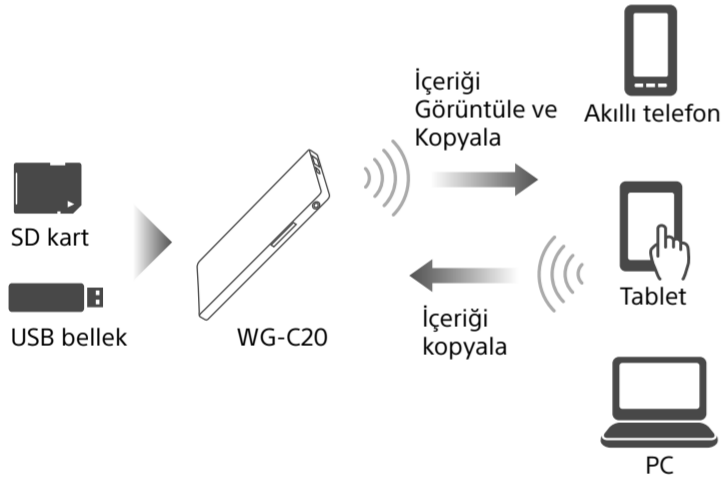 İçeriği
Görüntüle ve
Kopyala
Akıllı telefon
SD kart
USB bellek
WG-C20
İçeriği
kopyala
Tablet
PC